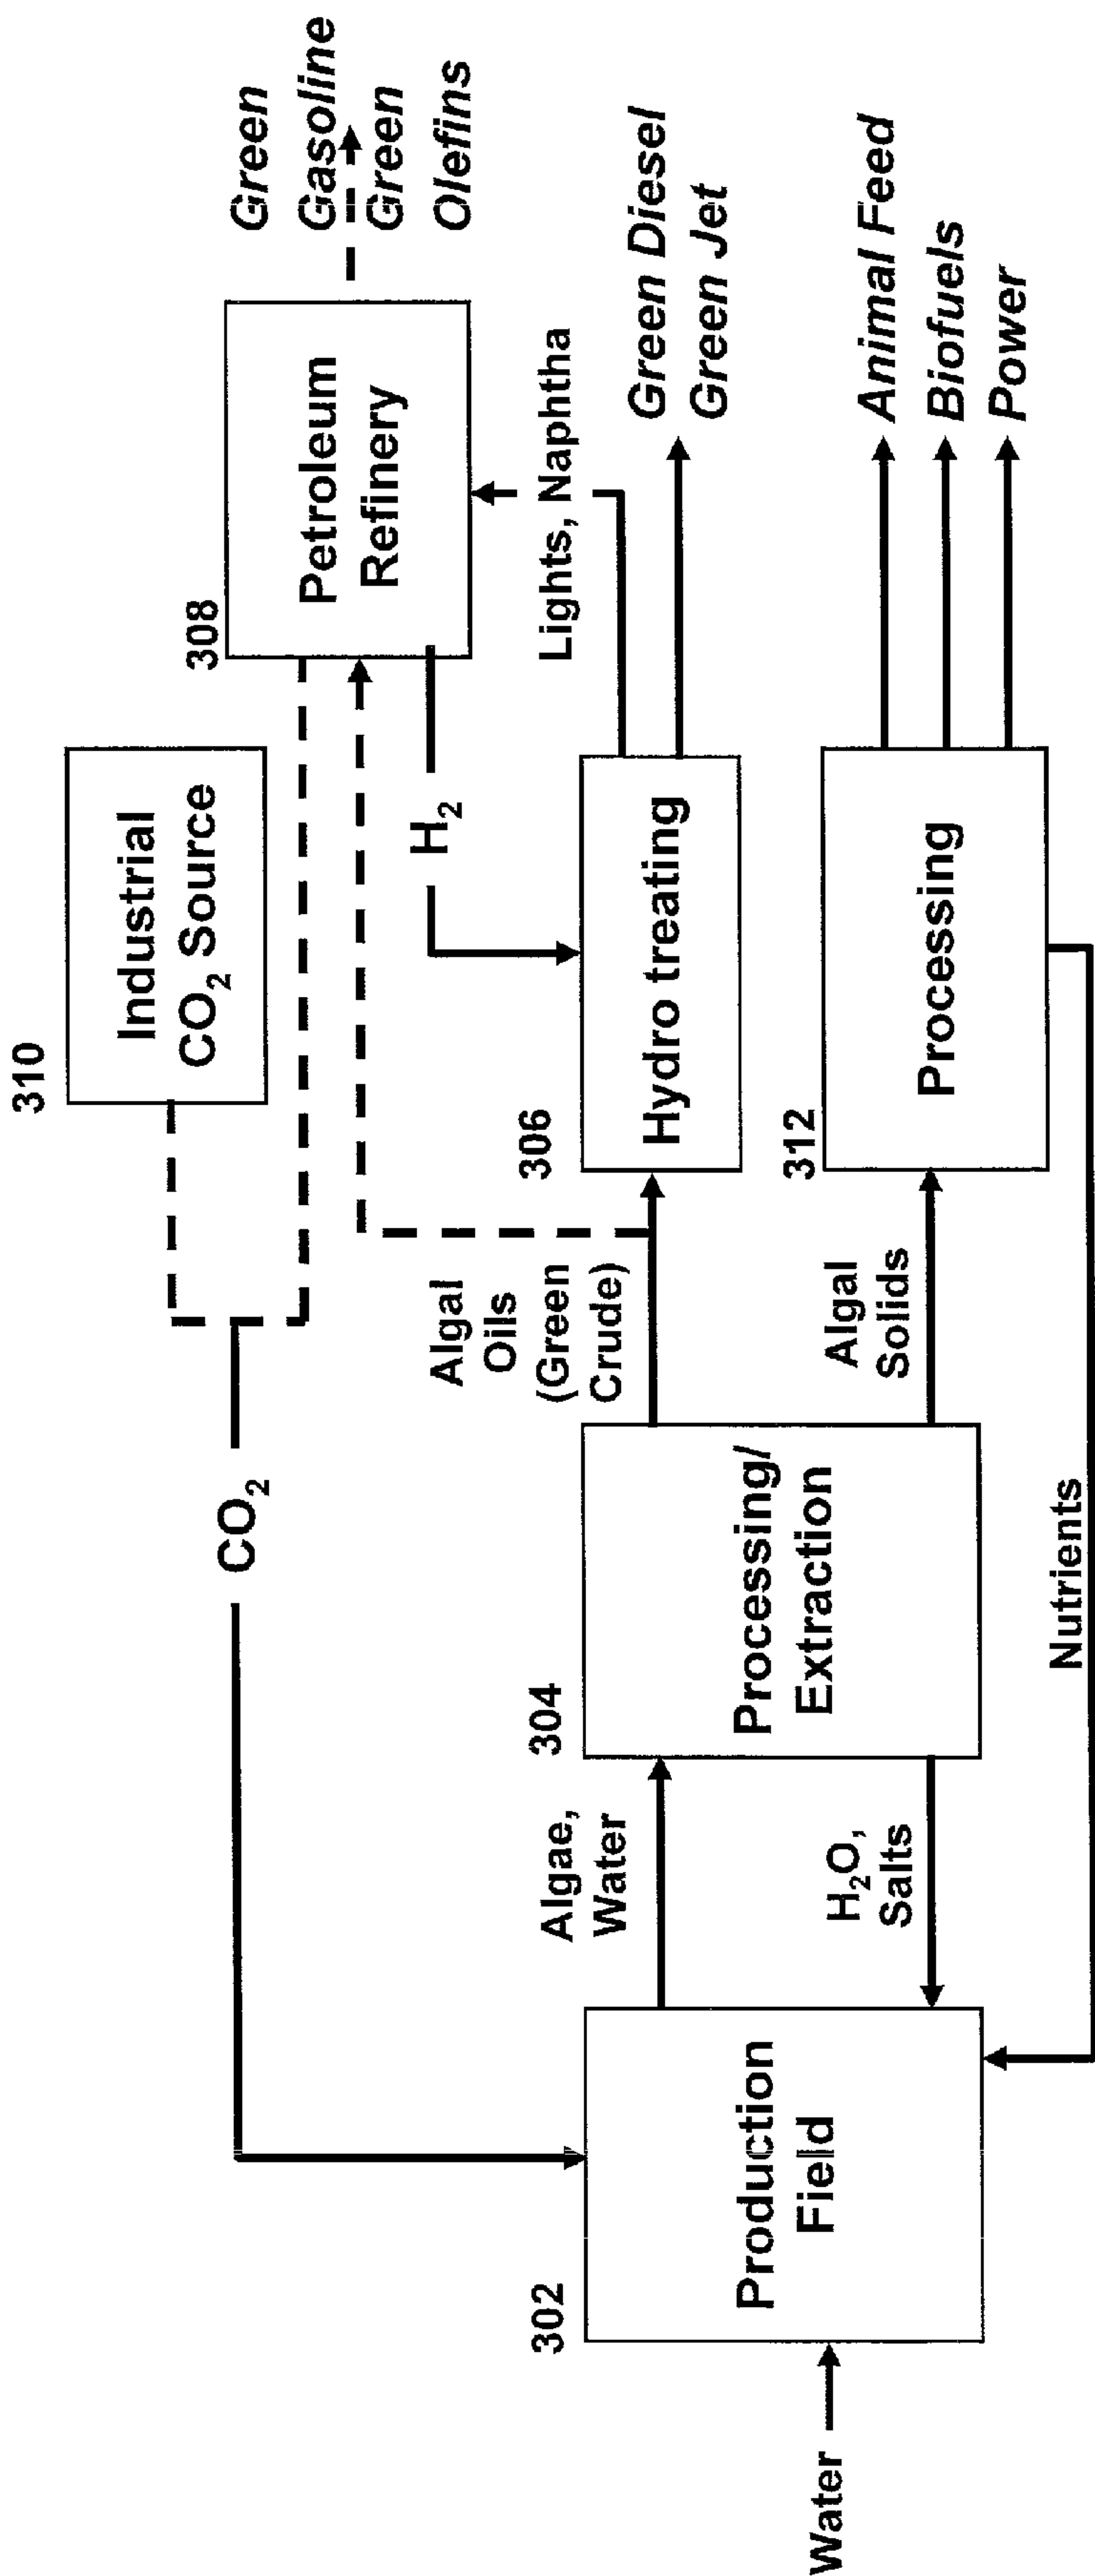 310
Industrial
CO₂ Source
308
Petroleum
Refinery
Green
Gasoline
Green
Olefins
CO₂
H₂
Lights, Naphtha
Algal
Oils
(Green
Crude)
306
Hydro treating
Green Diesel
Green Jet
304
Processing/
Extraction
Algae,
Water
H₂O,
Salts
302
Production
Field
Water
Algal
Solids
312
Processing
Animal Feed
Biofuels
Power
Nutrients